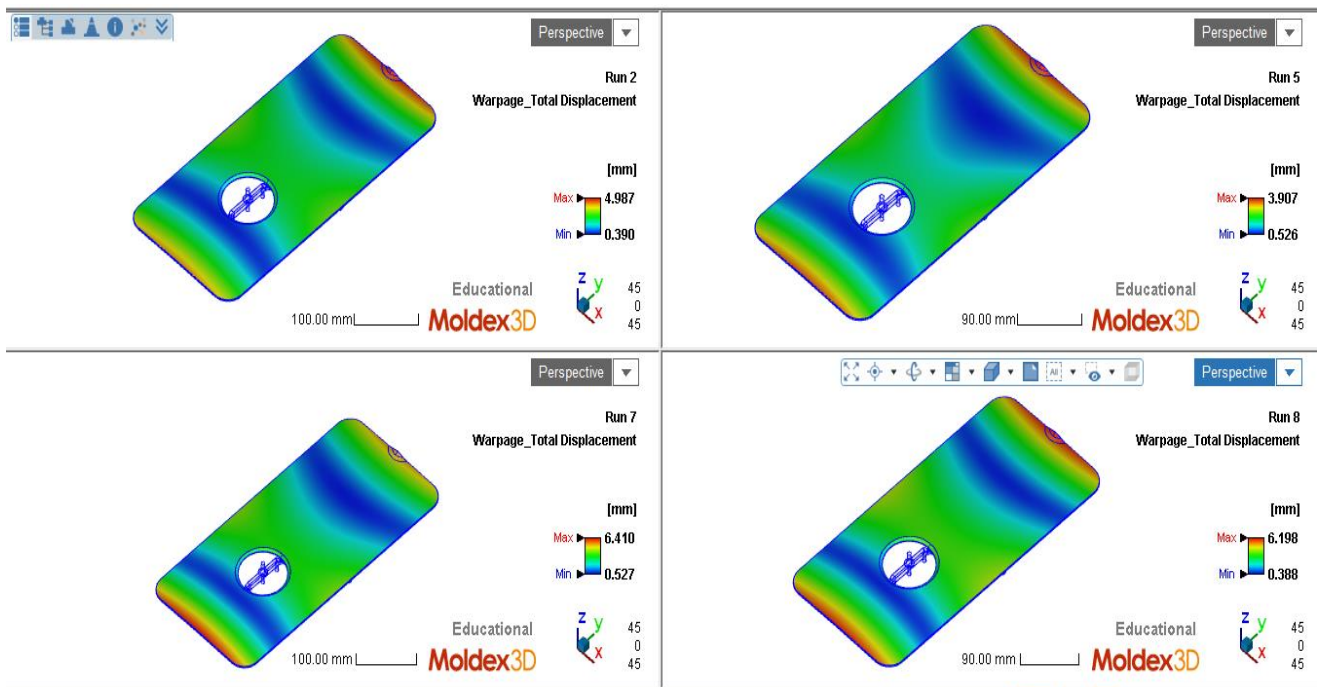 Perspective
Run 2
Warpage_Total Displacement
[mm]
Max 4.987
Min 0.390
Educational
Moldex3D
100.00 mm
Z
y
X
45
0
45
Perspective
Run 5
Warpage_Total Displacement
[mm]
Max 3.907
Min 0.526
Educational
Moldex3D
90.00 mm
Z
y
X
45
0
45
Perspective
Run 7
Warpage_Total Displacement
[mm]
Max 6.410
Min 0.527
Educational
Moldex3D
100.00 mm
Z
y
X
45
0
45
All
Perspective
Run 8
Warpage_Total Displacement
[mm]
Max 6.198
Min 0.388
Educational
Moldex3D
90.00 mm
Z
y
X
45
0
45